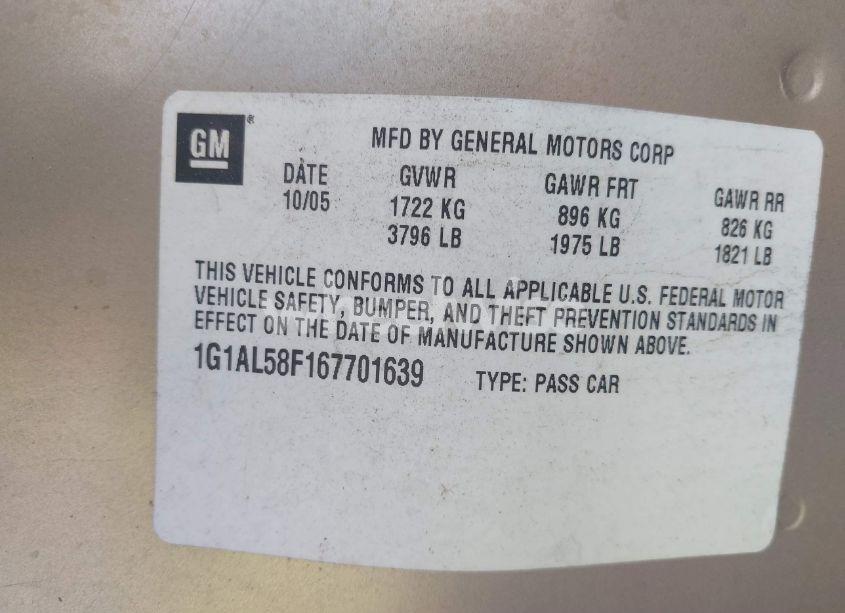 GM®
MFD BY GENERAL MOTORS CORP
DATE GVWR GAWR FRT GAWR RR
10/05 1722 KG 896 KG 826 KG
3796 LB 1975 LB 1821 LB
THIS VEHICLE CONFORMS TO ALL APPLICABLE U.S. FEDERAL MOTOR
VEHICLE SAFETY, BUMPER, AND THEFT PREVENTION STANDARDS IN
EFFECT ON THE DATE OF MANUFACTURE SHOWN ABOVE.
1G1AL58F167701639 TYPE: PASS CAR